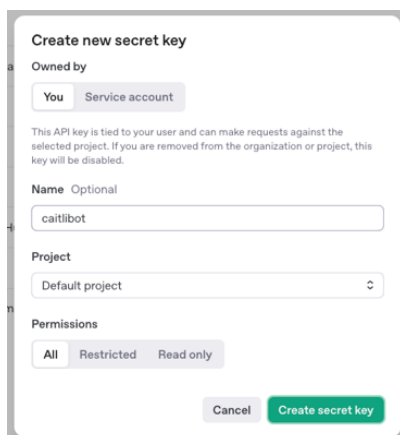 Create new secret key
Owned by
You Service account
This API key is tied to your user and can make requests against the
selected project. If you are removed from the organization or project, this
key will be disabled.
Name Optional
caitlibot
Project
Default project
Permissions
All Restricted Read only
Cancel Create secret key